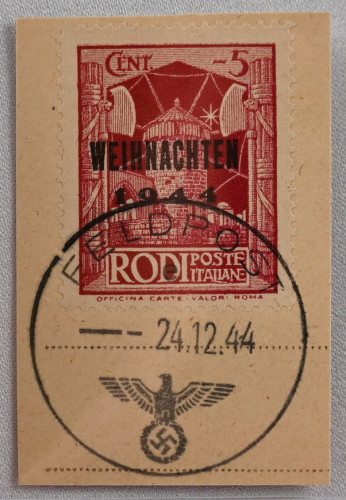 CENT. – 5
WEIHNACHTEN
1944
FELDPOST
RODI POSTE
ITALIANE
OFFICINA CARTE-VALORI ROMA
24.12.44